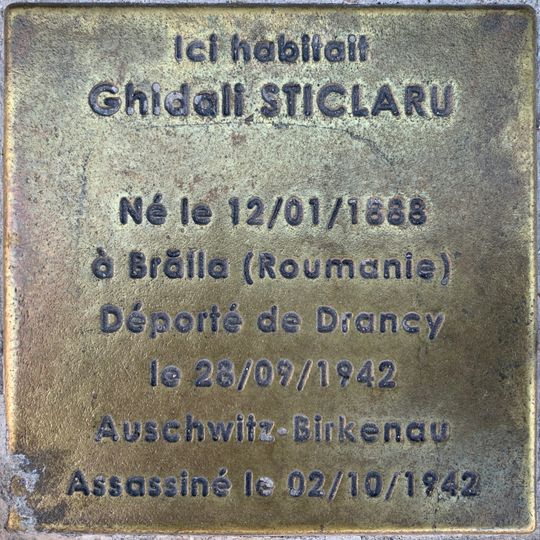 Ici habitait
Ghidali STICLARU
Né le 12/01/1888
à Brăila (Roumanie)
Déporté de Drancy
le 28/09/1942
Auschwitz-Birkenau
Assassiné le 02/10/1942